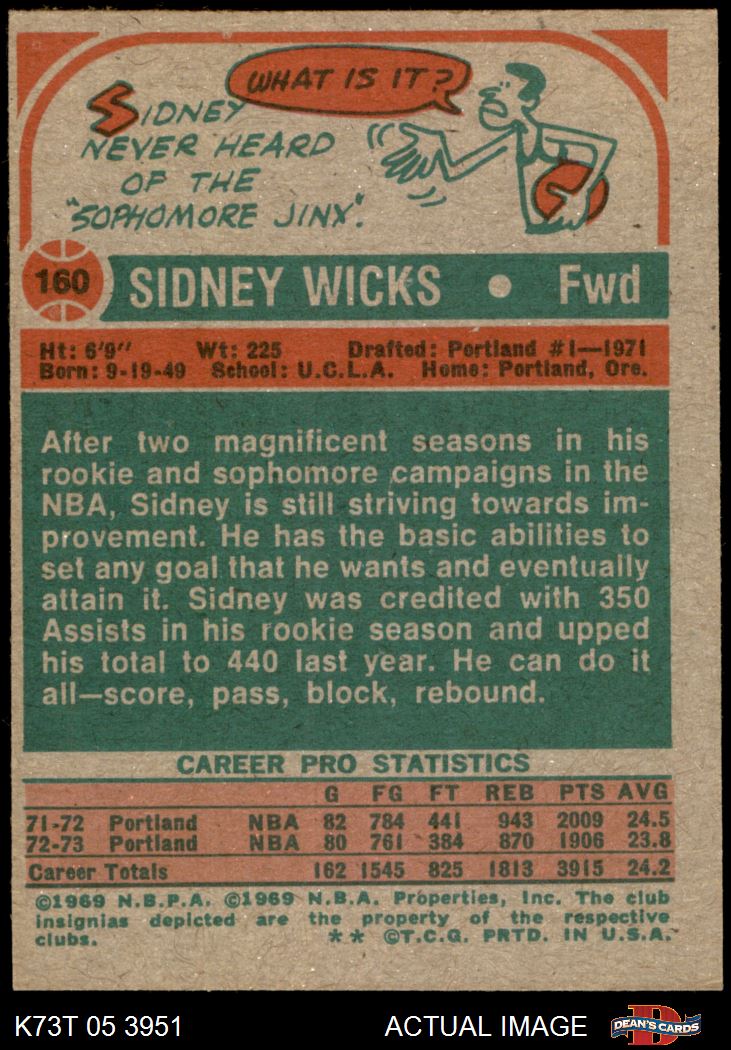 WHAT IS IT?
SIDNEY
NEVER HEARD
OF THE
"SOPHOMORE JINX".
160 SIDNEY WICKS • Fwd
Ht: 6'9" Wt: 225 Drafted: Portland #1—1971
Born: 9-19-49 School: U.C.L.A. Home: Portland, Ore.
After two magnificent seasons in his
rookie and sophomore campaigns in the
NBA, Sidney is still striving towards im-
provement. He has the basic abilities to
set any goal that he wants and eventually
attain it. Sidney was credited with 350
Assists in his rookie season and upped
his total to 440 last year. He can do it
all—score, pass, block, rebound.
CAREER PRO STATISTICS
G FG FT REB PTS AVG
71-72 Portland NBA 82 784 441 943 2009 24.5
72-73 Portland NBA 80 761 384 870 1906 23.8
Career Totals 162 1545 825 1813 3915 24.2
©1969 N.B.P.A. ©1969 N.B.A. Properties, Inc. The club
insignias depicted are the property of the respective
clubs. ** ©T.C.G. PRTD. IN U.S.A.
K73T 05 3951 ACTUAL IMAGE D DEAN'S CARDS